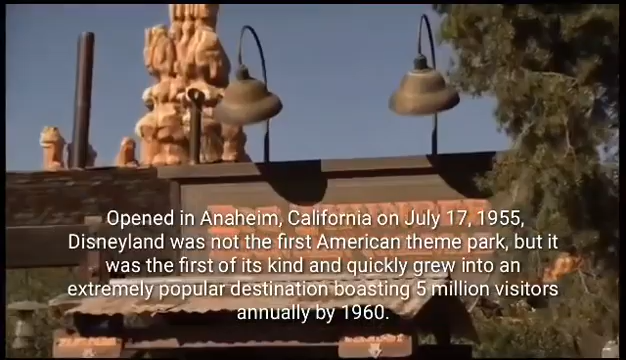 Opened in Anaheim, California on July 17, 1955,
Disneyland was not the first American theme park, but it
was the first of its kind and quickly grew into an
extremely popular destination boasting 5 million visitors
annually by 1960.